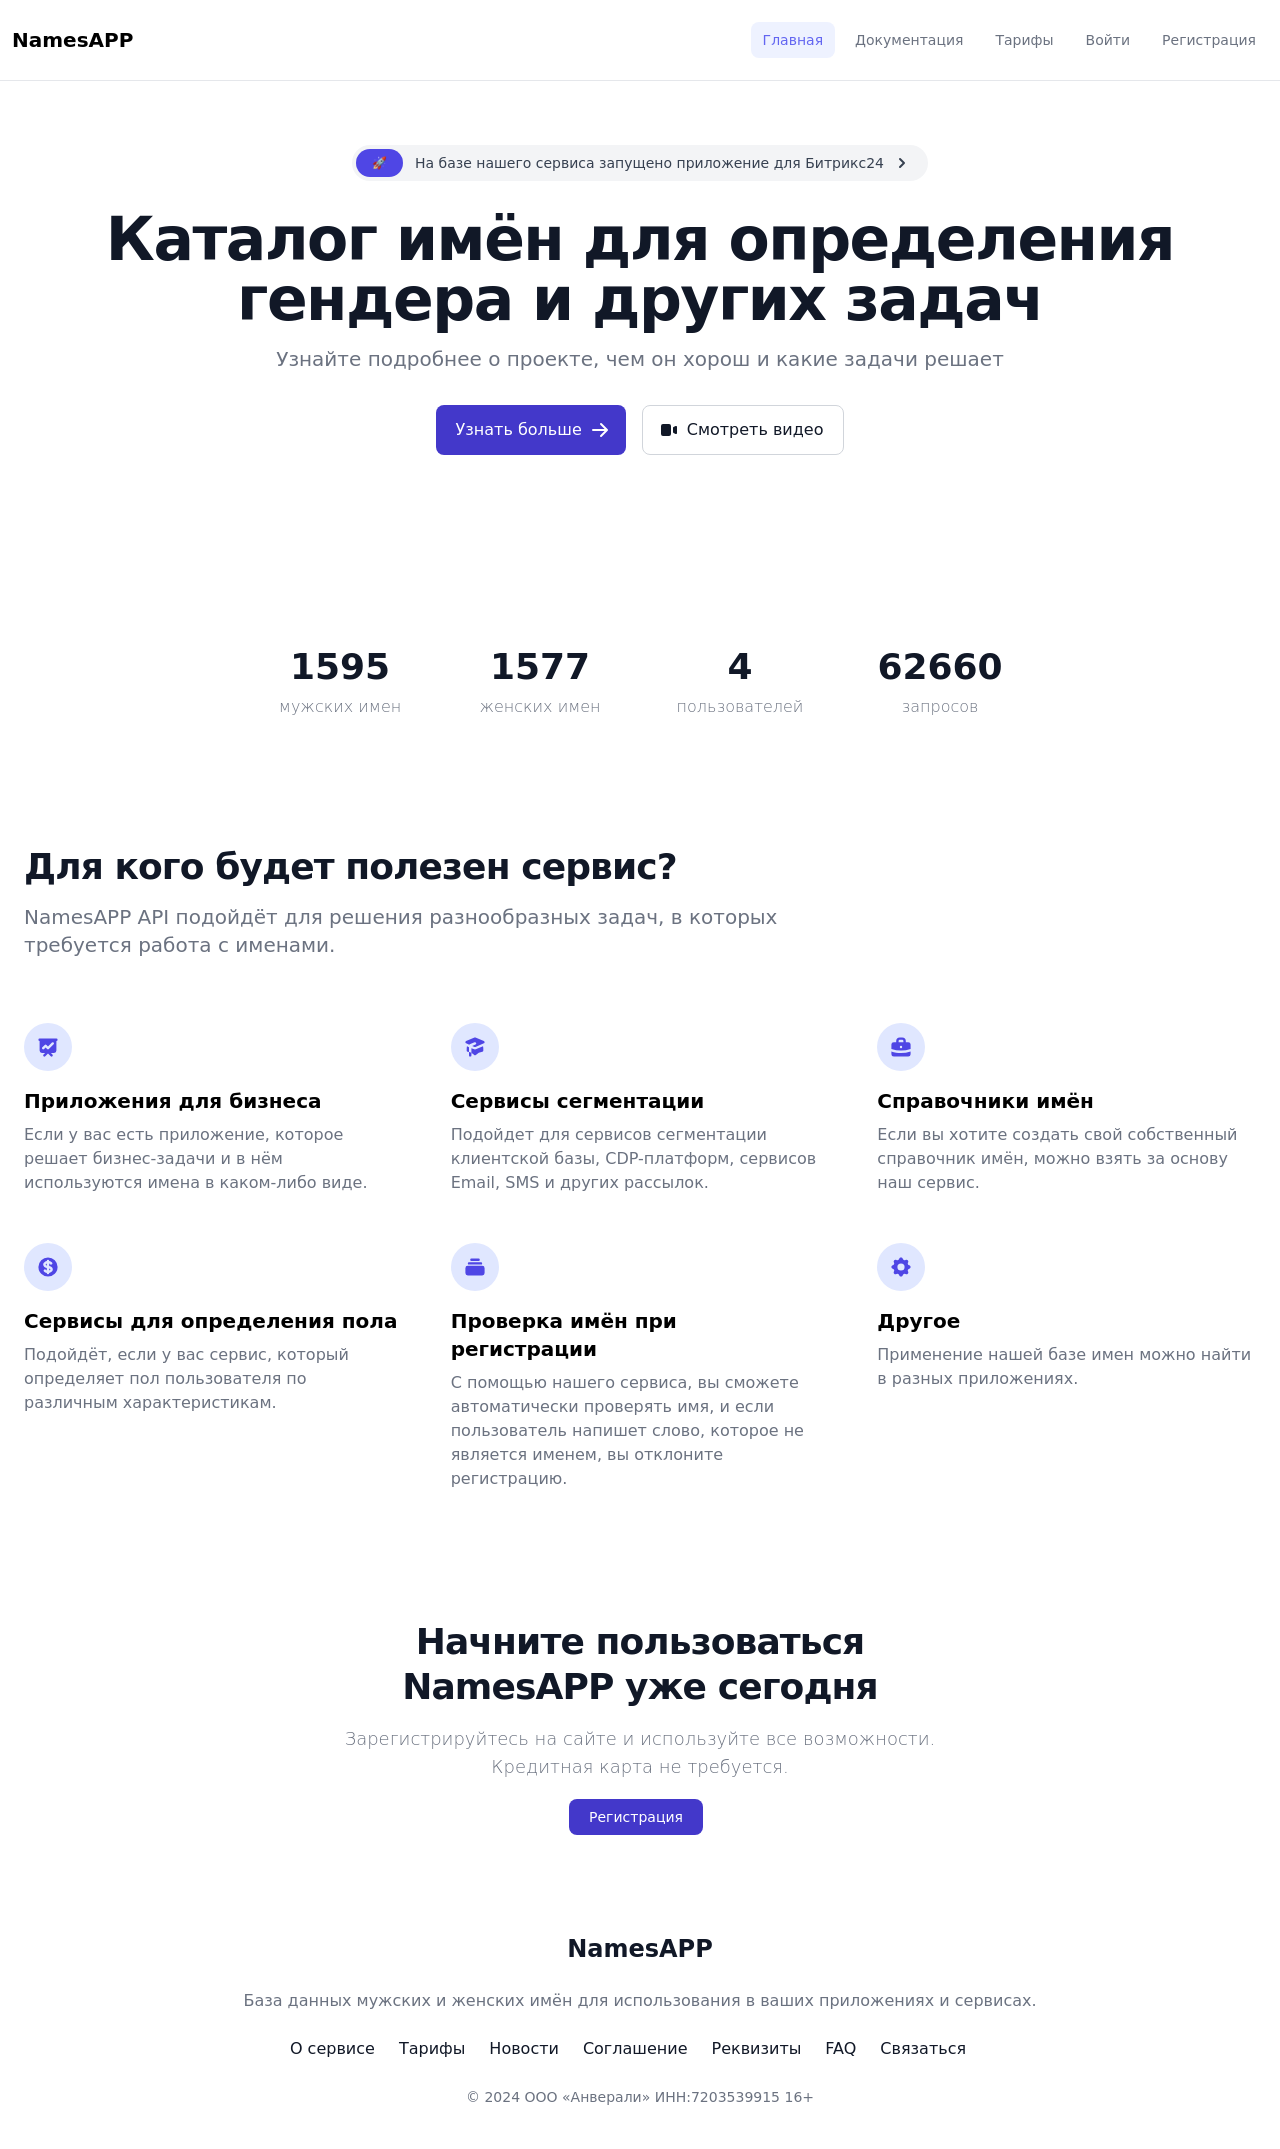 NamesAPP
Главная
Документация
Тарифы
Войти
Регистрация
🚀 На базе нашего сервиса запущено приложение для Битрикс24
Каталог имён для определения
гендера и других задач
Узнайте подробнее о проекте, чем он хорош и какие задачи решает
Узнать больше
Смотреть видео
1595
мужских имен
1577
женских имен
4
пользователей
62660
запросов
Для кого будет полезен сервис?
NamesAPP API подойдёт для решения разнообразных задач, в которых
требуется работа с именами.
Приложения для бизнеса
Если у вас есть приложение, которое
решает бизнес-задачи и в нём
используются имена в каком-либо виде.
Сервисы сегментации
Подойдет для сервисов сегментации
клиентской базы, CDP-платформ, сервисов
Email, SMS и других рассылок.
Справочники имён
Если вы хотите создать свой собственный
справочник имён, можно взять за основу
наш сервис.
Сервисы для определения пола
Подойдёт, если у вас сервис, который
определяет пол пользователя по
различным характеристикам.
Проверка имён при
регистрации
С помощью нашего сервиса, вы сможете
автоматически проверять имя, и если
пользователь напишет слово, которое не
является именем, вы отклоните
регистрацию.
Другое
Применение нашей базе имен можно найти
в разных приложениях.
Начните пользоваться
NamesAPP уже сегодня
Зарегистрируйтесь на сайте и используйте все возможности.
Кредитная карта не требуется.
Регистрация
NamesAPP
База данных мужских и женских имён для использования в ваших приложениях и сервисах.
О сервисе
Тарифы
Новости
Соглашение
Реквизиты
FAQ
Связаться
© 2024 ООО «Анверали» ИНН:7203539915 16+